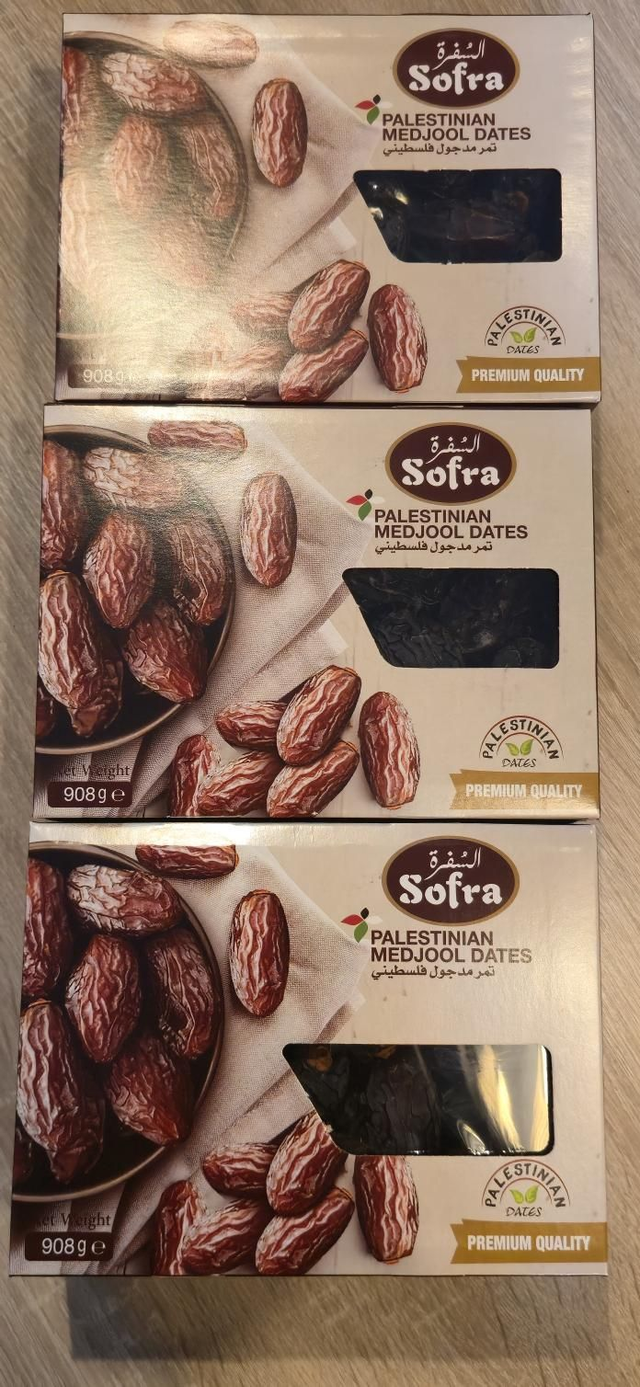 السُفرة
Sofra
PALESTINIAN
MEDJOOL DATES
تمر مدجول فلسطيني
PALESTINIAN
DATES
908g
PREMIUM QUALITY
السُفرة
Sofra
PALESTINIAN
MEDJOOL DATES
تمر مدجول فلسطيني
PALESTINIAN
DATES
Net Weight
908g e
PREMIUM QUALITY
السُفرة
Sofra
PALESTINIAN
MEDJOOL DATES
تمر مدجول فلسطيني
PALESTINIAN
DATES
Net Weight
908g e
PREMIUM QUALITY